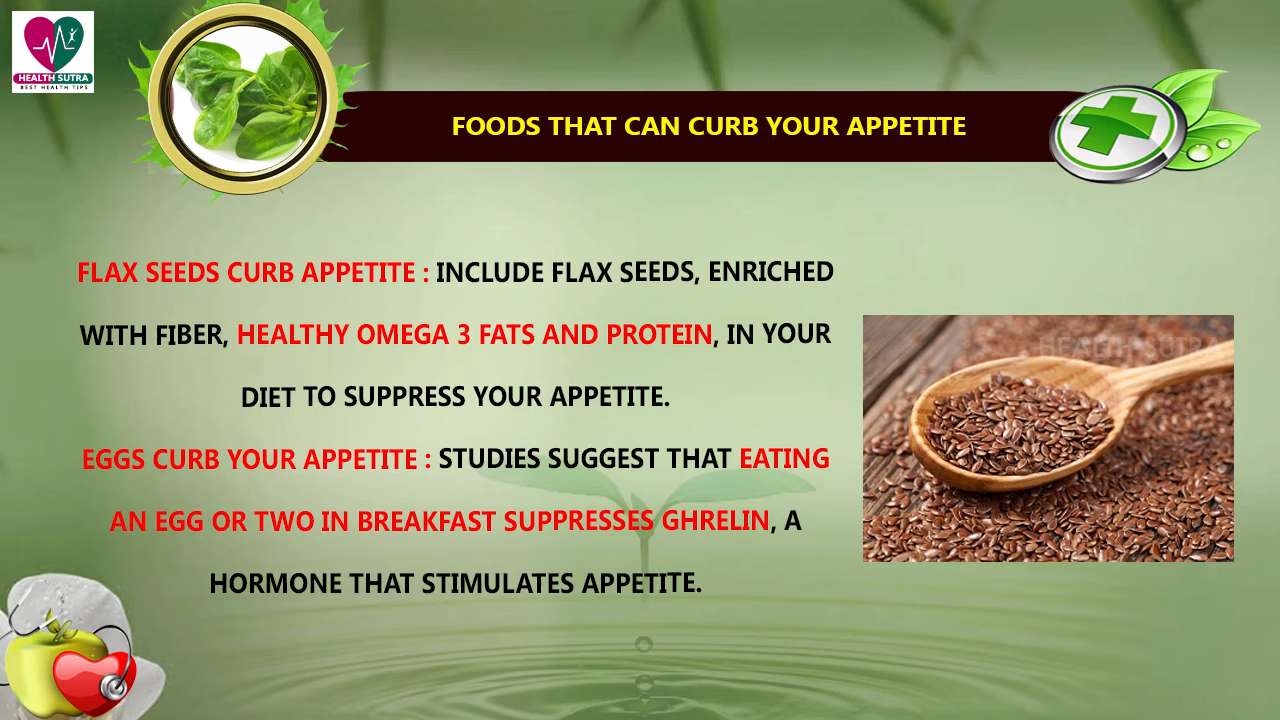 HEALTH SUTRA
BEST HEALTH TIPS
FOODS THAT CAN CURB YOUR APPETITE
FLAX SEEDS CURB APPETITE : INCLUDE FLAX SEEDS, ENRICHED
WITH FIBER, HEALTHY OMEGA 3 FATS AND PROTEIN, IN YOUR
DIET TO SUPPRESS YOUR APPETITE.
EGGS CURB YOUR APPETITE : STUDIES SUGGEST THAT EATING
AN EGG OR TWO IN BREAKFAST SUPPRESSES GHRELIN, A
HORMONE THAT STIMULATES APPETITE.
HEALTH SUTRA